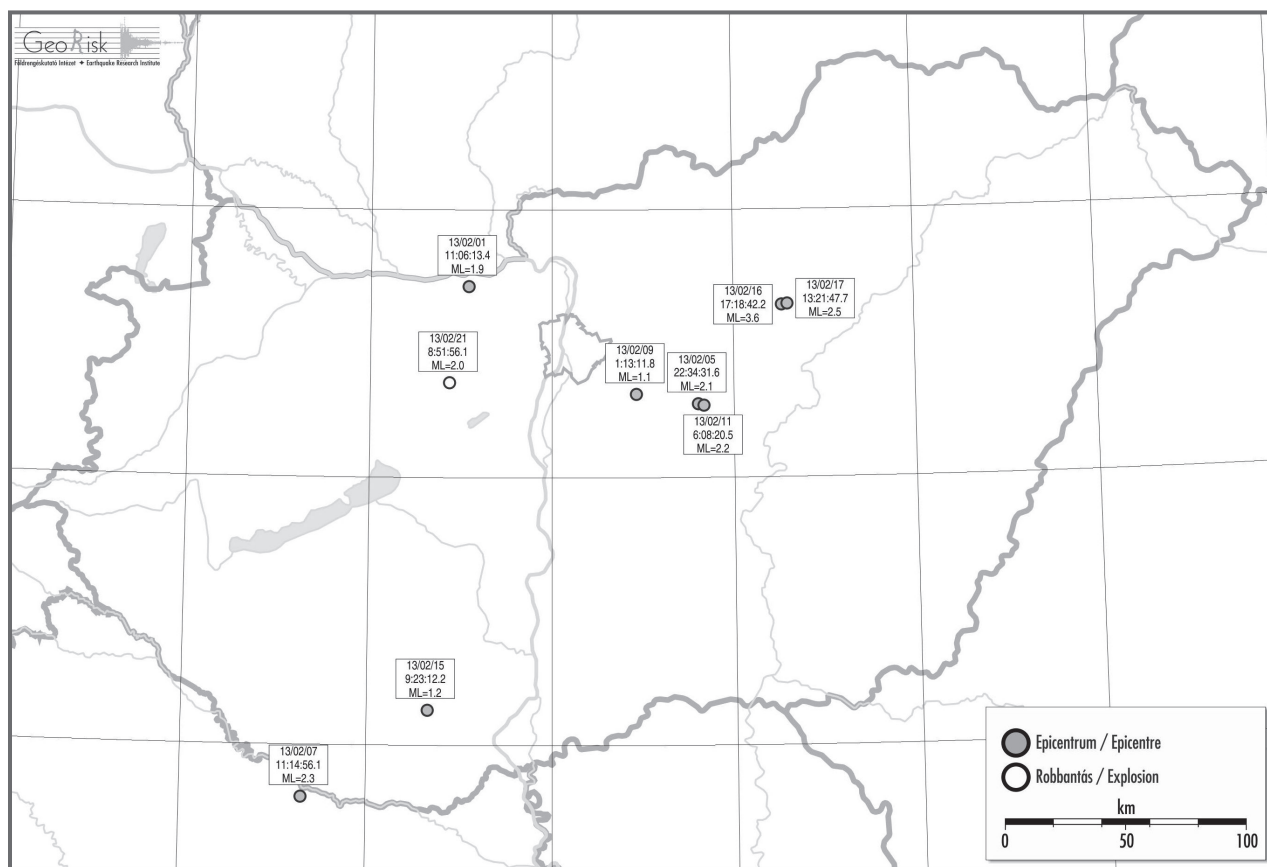 GeoRisk
Földrengéskutató Intézet ✦ Earthquake Research Institute
13/02/01
11:06:13.4
ML=1.9
13/02/16
17:18:42.2
ML=3.6
13/02/17
13:21:47.7
ML=2.5
13/02/21
8:51:56.1
ML=2.0
13/02/09
1:13:11.8
ML=1.1
13/02/05
22:34:31.6
ML=2.1
13/02/11
6:08:20.5
ML=2.2
13/02/15
9:23:12.2
ML=1.2
13/02/07
11:14:56.1
ML=2.3
Epicentrum / Epicentre
Robbantás / Explosion
km
0 50 100